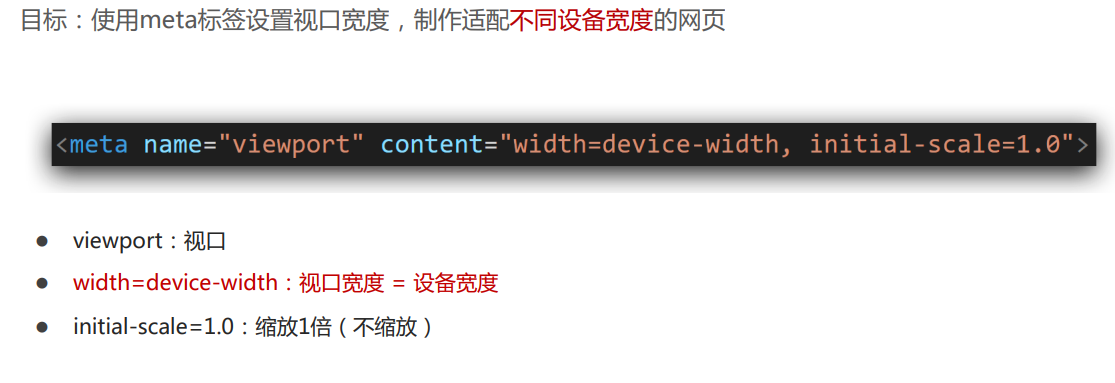 目标：使用meta标签设置视口宽度，制作适配不同设备宽度的网页
<meta name="viewport" content="width=device-width, initial-scale=1.0">
● viewport：视口
● width=device-width：视口宽度 = 设备宽度
● initial-scale=1.0：缩放1倍（不缩放）